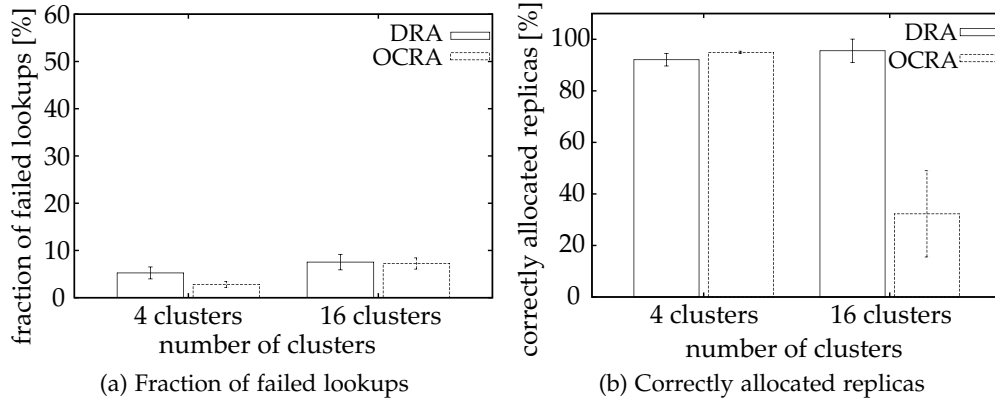 fraction of failed lookups [%]
60
50
40
30
20
10
0
DRA
OCRA
4 clusters
16 clusters
number of clusters
(a) Fraction of failed lookups
correctly allocated replicas [%]
100
80
60
40
20
0
DRA
OCRA
4 clusters
16 clusters
number of clusters
(b) Correctly allocated replicas